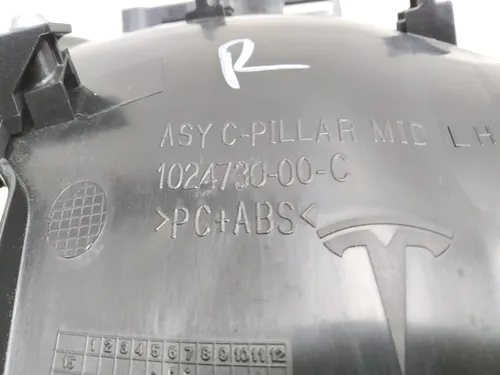 R
ASY C-PILLAR MID LH
1024730-00-C
>PC+ABS<
1 2 3 4 5 6 7 8 9 10 11 12
15